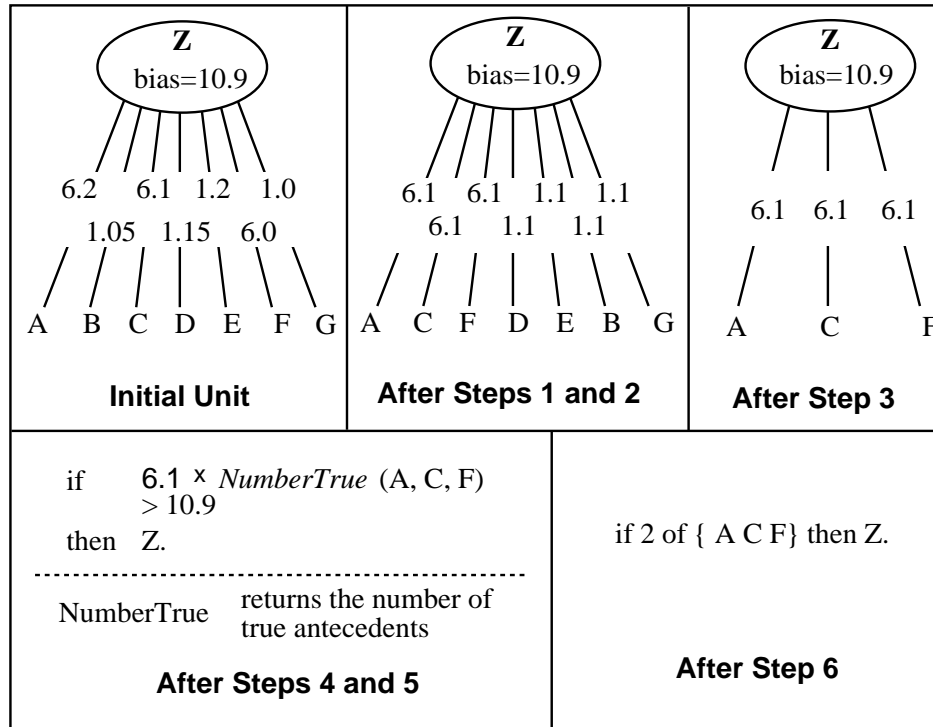 Z
bias=10.9
6.2 6.1 1.2 1.0
1.05 1.15 6.0
A B C D E F G
Initial Unit
Z
bias=10.9
6.1 6.1 1.1 1.1
6.1 1.1 1.1
A C F D E B G
After Steps 1 and 2
Z
bias=10.9
6.1 6.1 6.1
A C F
After Step 3
if 6.1 x NumberTrue (A, C, F)
> 10.9
then Z.
NumberTrue returns the number of
true antecedents
After Steps 4 and 5
if 2 of { A C F} then Z.
After Step 6